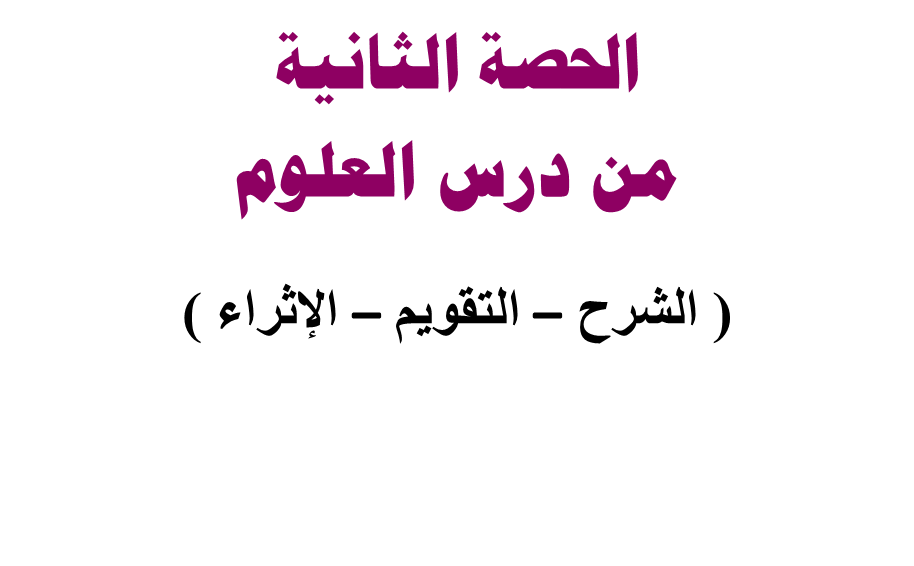 الحصة الثانية
من درس العلوم
( الشرح – التقويم – الإثراء )